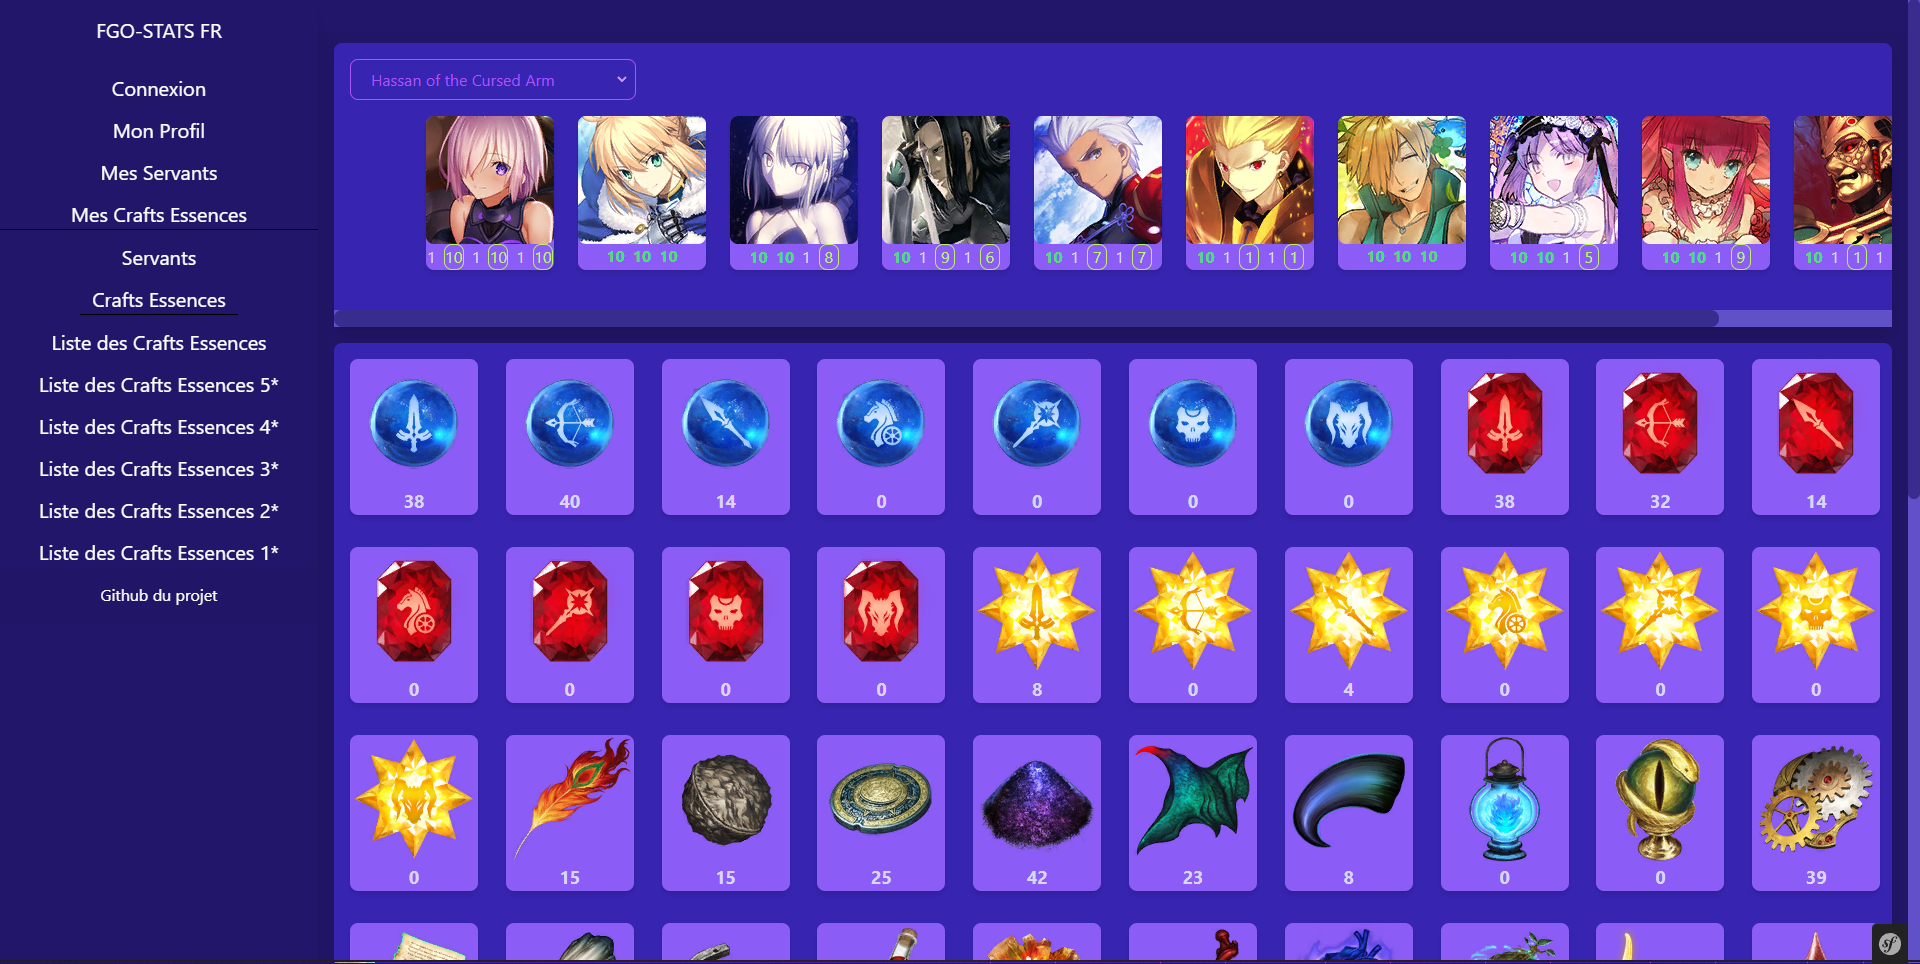 FGO-STATS FR
Connexion
Mon Profil
Mes Servants
Mes Crafts Essences
Servants
Crafts Essences
Liste des Crafts Essences
Liste des Crafts Essences 5*
Liste des Crafts Essences 4*
Liste des Crafts Essences 3*
Liste des Crafts Essences 2*
Liste des Crafts Essences 1*
Github du projet
Hassan of the Cursed Arm
1 10 1 10 1 10
10 10 10
10 10 1 8
10 1 9 1 6
10 1 7 1 7
10 1 1 1 1
10 10 10
10 10 1 5
10 10 1 9
10 1 1 1
38 40 14 0 0 0 0 38 32 14
0 0 0 0 8 0 4 0 0 0
0 15 15 25 42 23 8 0 0 39
sf